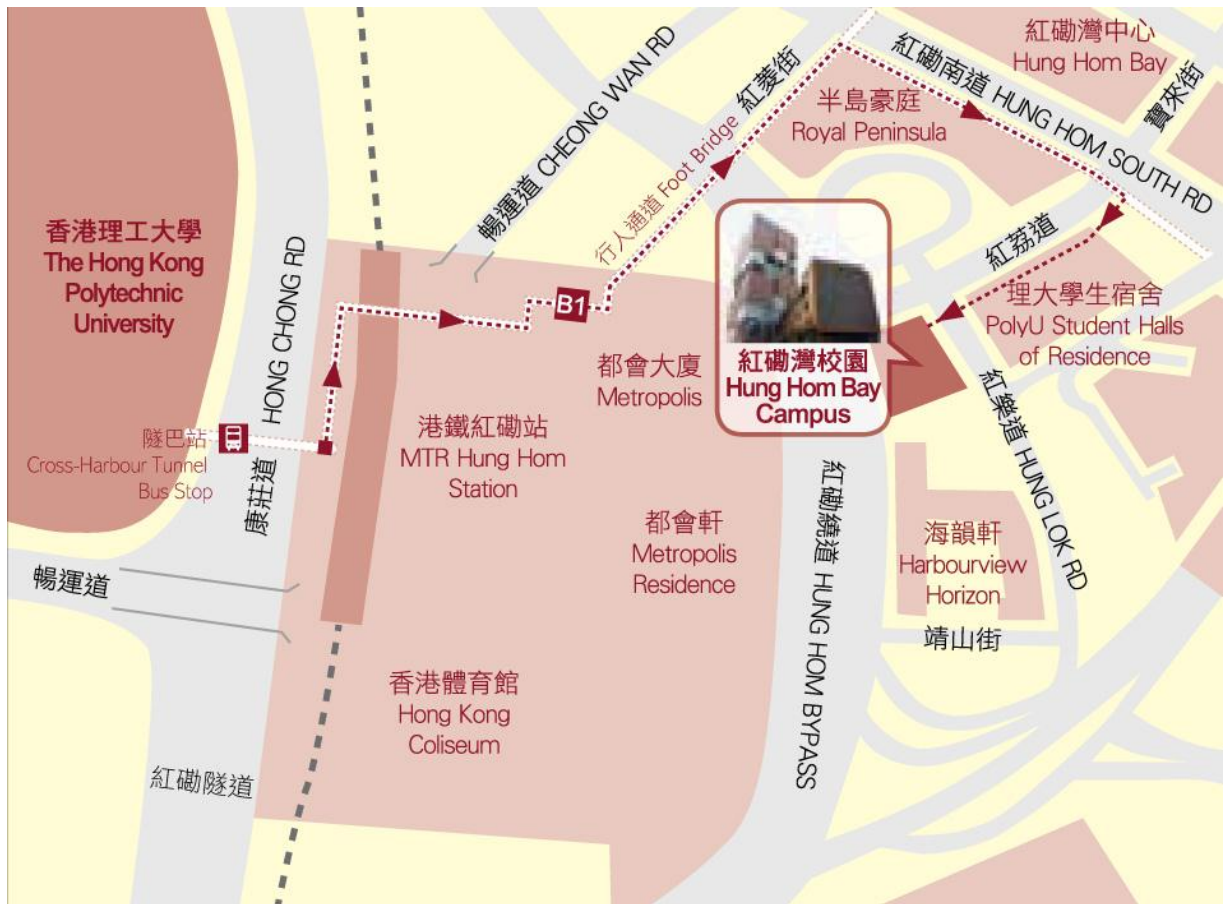 紅磡灣中心
Hung Hom Bay
紅磡南道 HUNG HOM SOUTH RD
寶來街
半島豪庭
Royal Peninsula
紅菱街
行人通道 Foot Bridge
暢運道 CHEONG WAN RD
香港理工大學
The Hong Kong
Polytechnic
University
康莊道 HONG CHONG RD
B1
紅荔道
理大學生宿舍
PolyU Student Halls
of Residence
紅磡灣校園
Hung Hom Bay
Campus
都會大廈
Metropolis
港鐵紅磡站
MTR Hung Hom
Station
隧巴站
Cross-Harbour Tunnel
Bus Stop
紅樂道 HUNG LOK RD
都會軒
Metropolis
Residence
紅磡繞道 HUNG HOM BYPASS
海韻軒
Harbourview
Horizon
靖山街
暢運道
香港體育館
Hong Kong
Coliseum
紅磡隧道